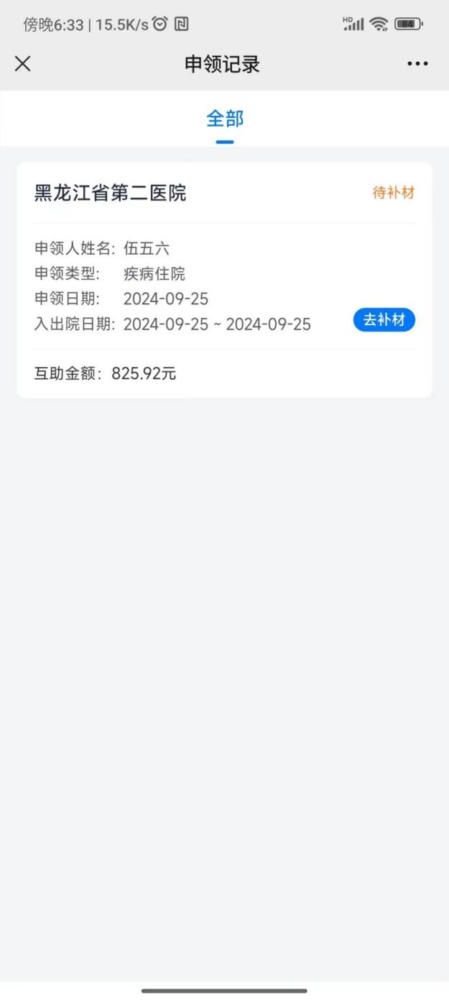 傍晚6:33 | 15.5K/s
HD
84
申领记录
全部
黑龙江省第二医院
待补材
申领人姓名: 伍五六
申领类型: 疾病住院
申领日期: 2024-09-25
入出院日期: 2024-09-25 ~ 2024-09-25
去补材
互助金额：825.92元